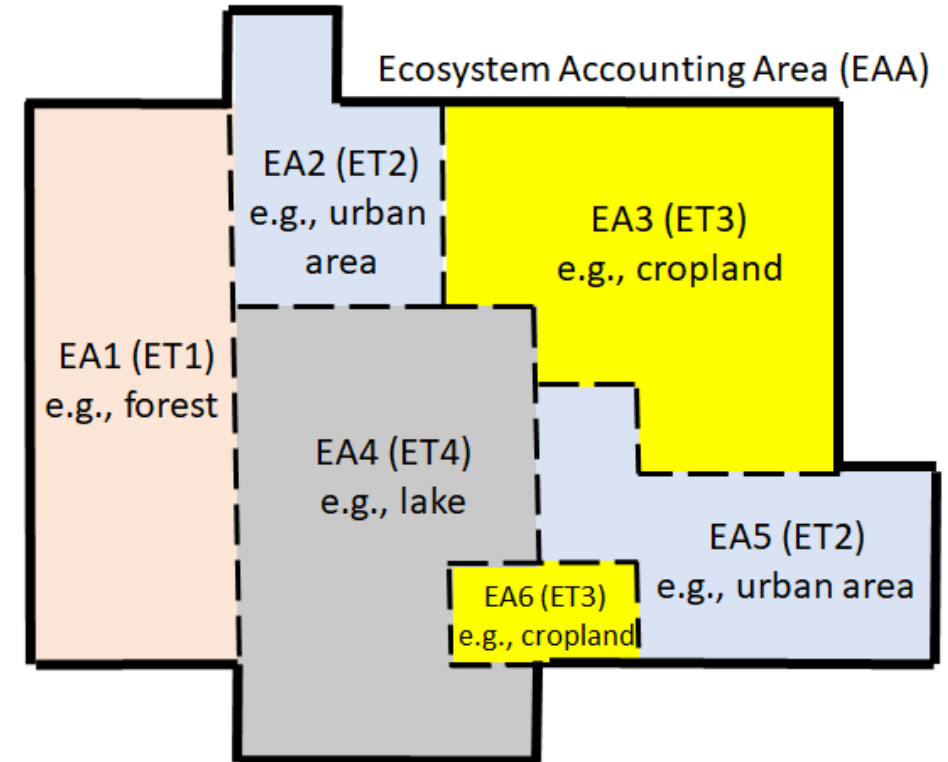 Ecosystem Accounting Area (EAA)
EA2 (ET2)
e.g., urban
area
EA3 (ET3)
e.g., cropland
EA1 (ET1)
e.g., forest
EA4 (ET4)
e.g., lake
EA5 (ET2)
e.g., urban area
EA6 (ET3)
e.g., cropland